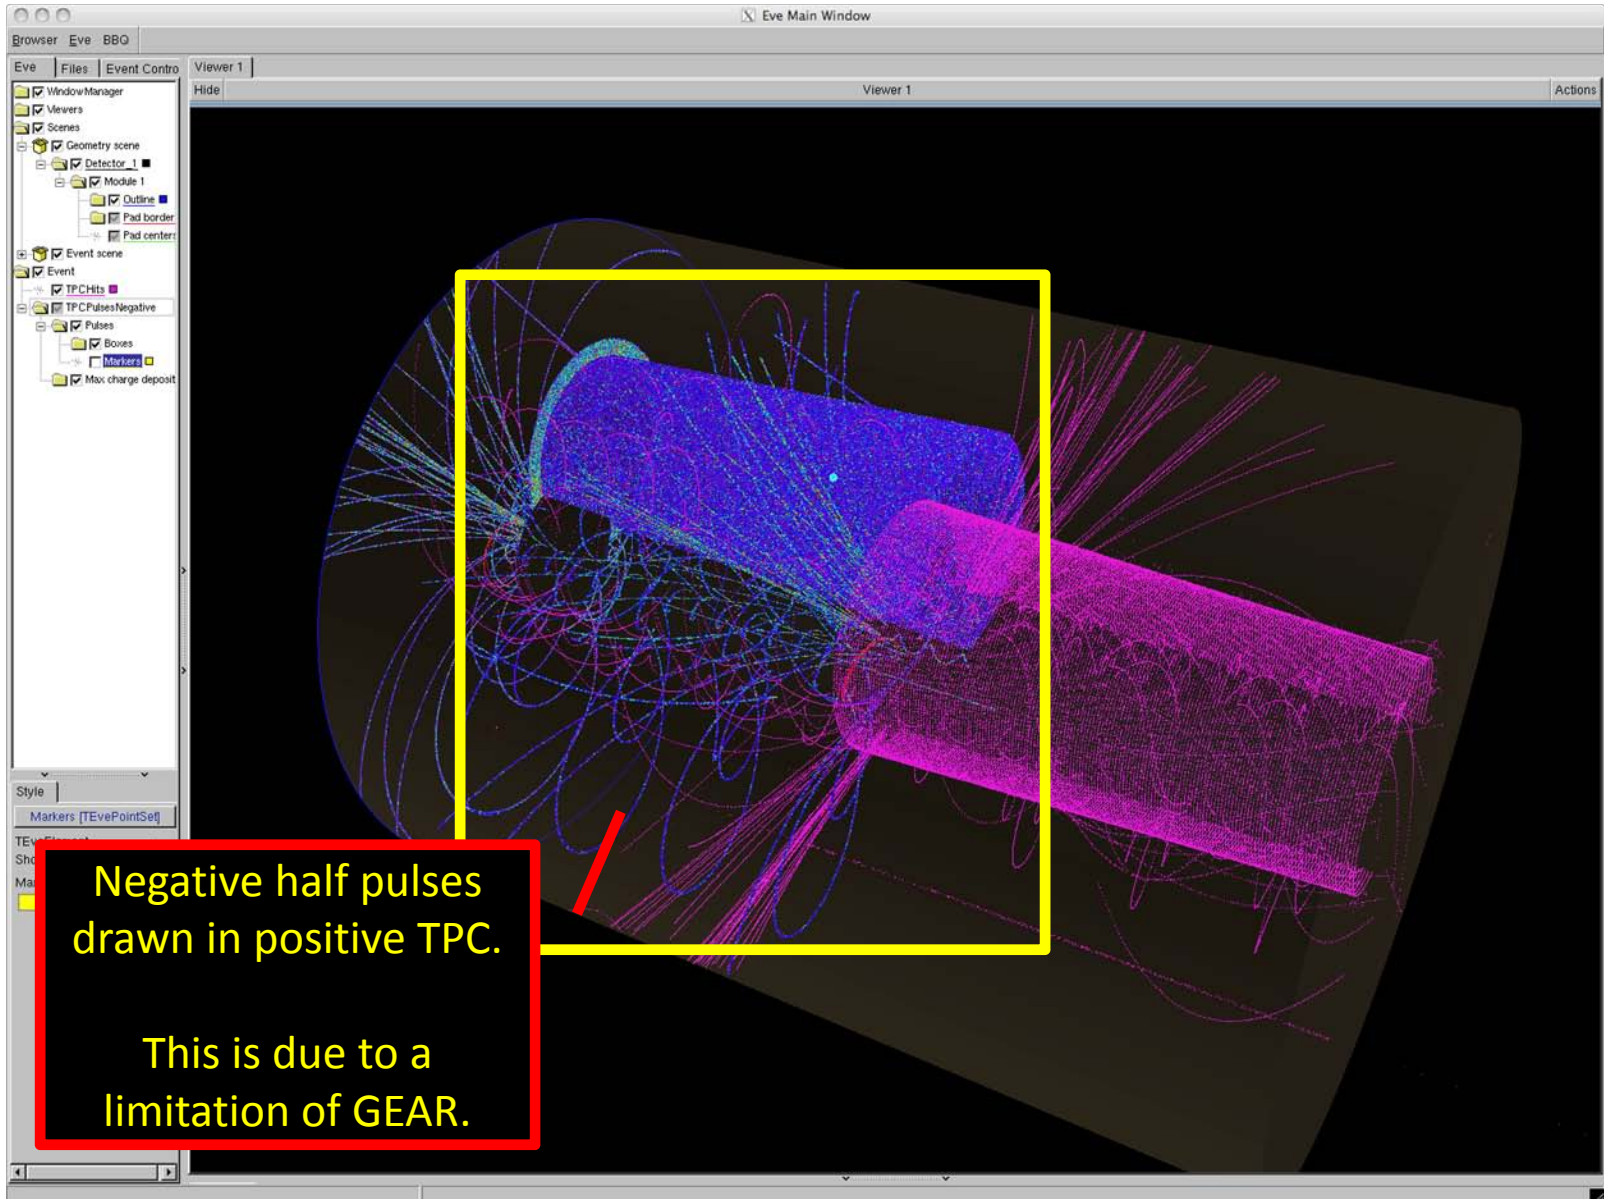 Eve Main Window
Browser Eve BBQ
Eve Files Event Contro Viewer 1
Hide Viewer 1 Actions
WindowManager
Viewers
Scenes
Geometry scene
Detector_1
Module 1
Outline
Pad border
Pad centers
Event scene
Event
TPCHits
TPCPulsesNegative
Pulses
Boxes
Markers
Max charge deposit
Style
Markers [TEvePointSet]
Negative half pulses
drawn in positive TPC.
This is due to a
limitation of GEAR.